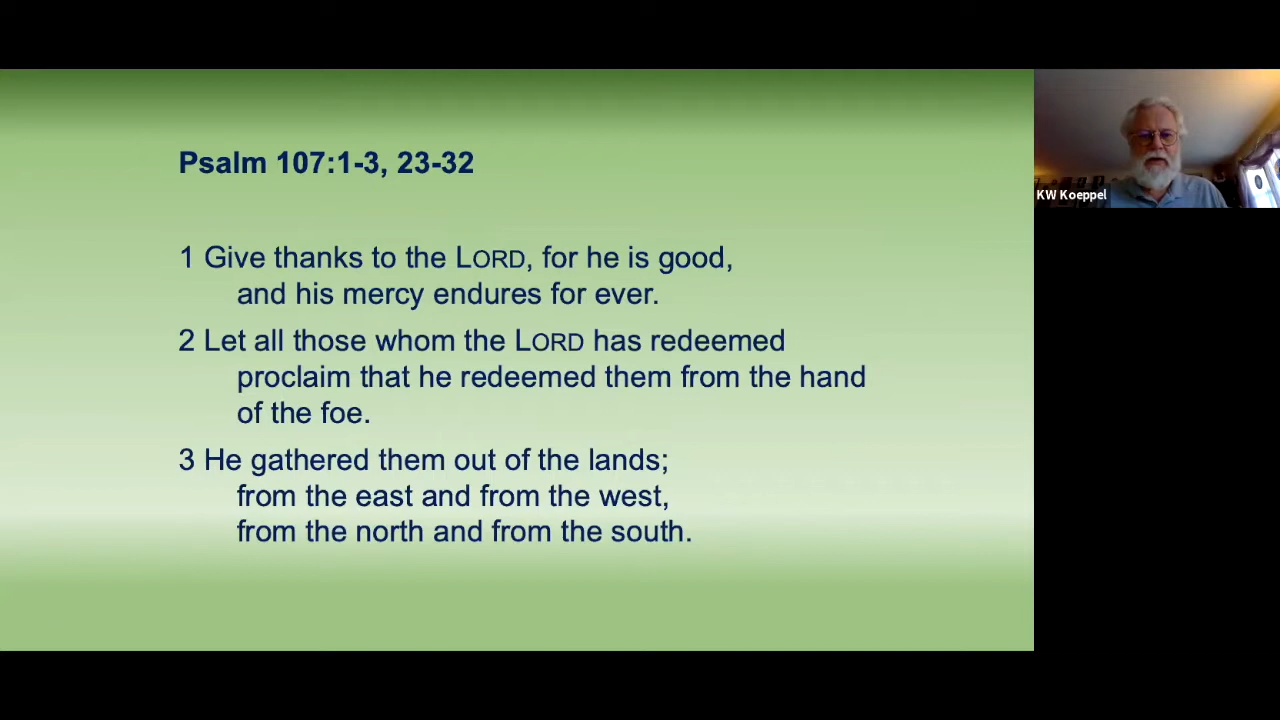 Psalm 107:1-3, 23-32
1 Give thanks to the LORD, for he is good,
and his mercy endures for ever.
2 Let all those whom the LORD has redeemed
proclaim that he redeemed them from the hand
of the foe.
3 He gathered them out of the lands;
from the east and from the west,
from the north and from the south.
KW Koeppel